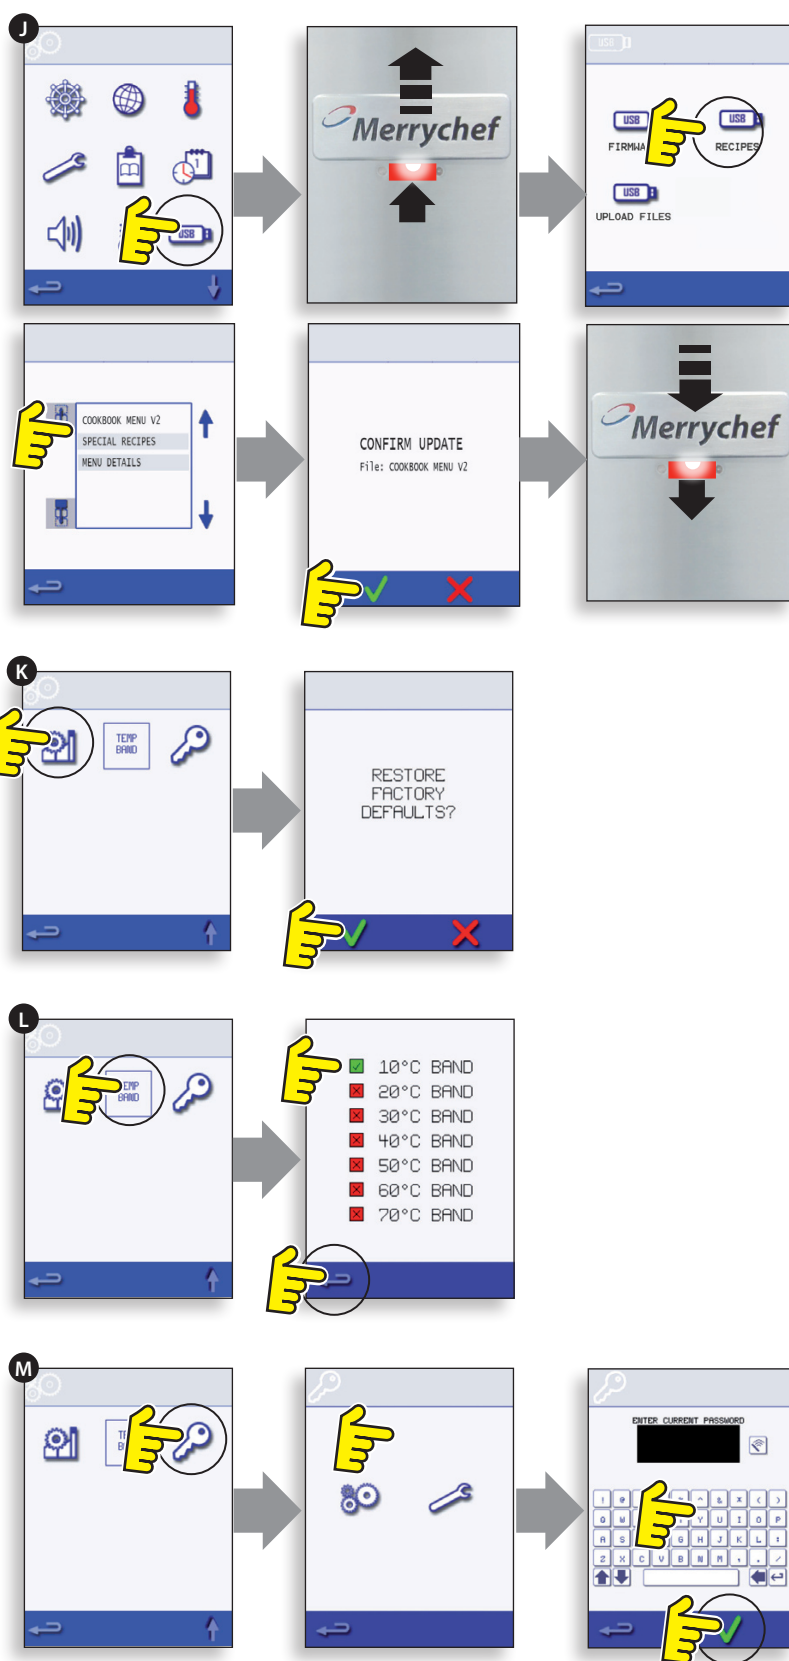 J
USB
Merrychef
USB
USB
FIRMWA
USB
RECIPES
USB
UPLOAD FILES
COOKBOOK MENU V2
SPECIAL RECIPES
MENU DETAILS
CONFIRM UPDATE
File: COOKBOOK MENU V2
Merrychef
K
TEMP
BAND
RESTORE
FACTORY
DEFAULTS?
L
EMP
BAND
10°C BAND
20°C BAND
30°C BAND
40°C BAND
50°C BAND
60°C BAND
70°C BAND
M
ENTER CURRENT PASSWORD
Y U I O P
A S G H J K L :
Z X C V B N M , . /